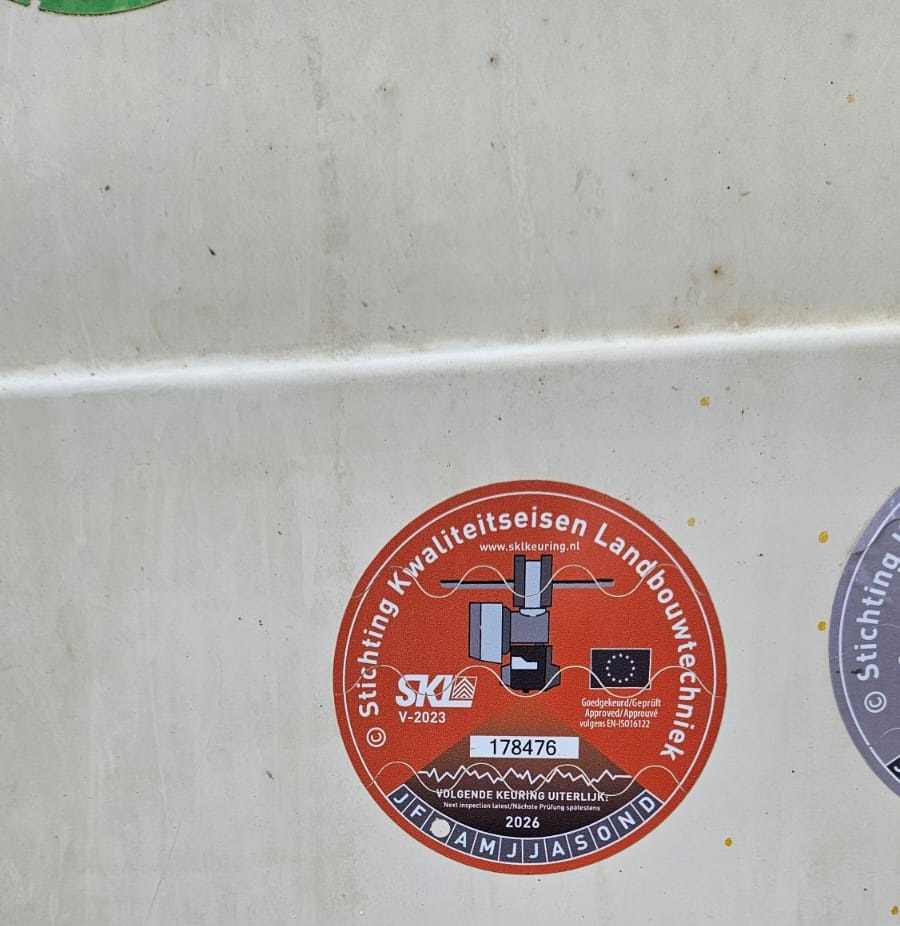 © Stichting Kwaliteitseisen Landbouwtechniek
www.sklkeuring.nl
SKL
V-2023
Goedgekeurd/Geprüft
Approved/Approuvé
volgens EN-ISO16122
178476
VOLGENDE KEURING UITERLIJK:
Next inspection latest/Nächste Prüfung spätestens
2026
J F A M J J A S O N D
© Stichting